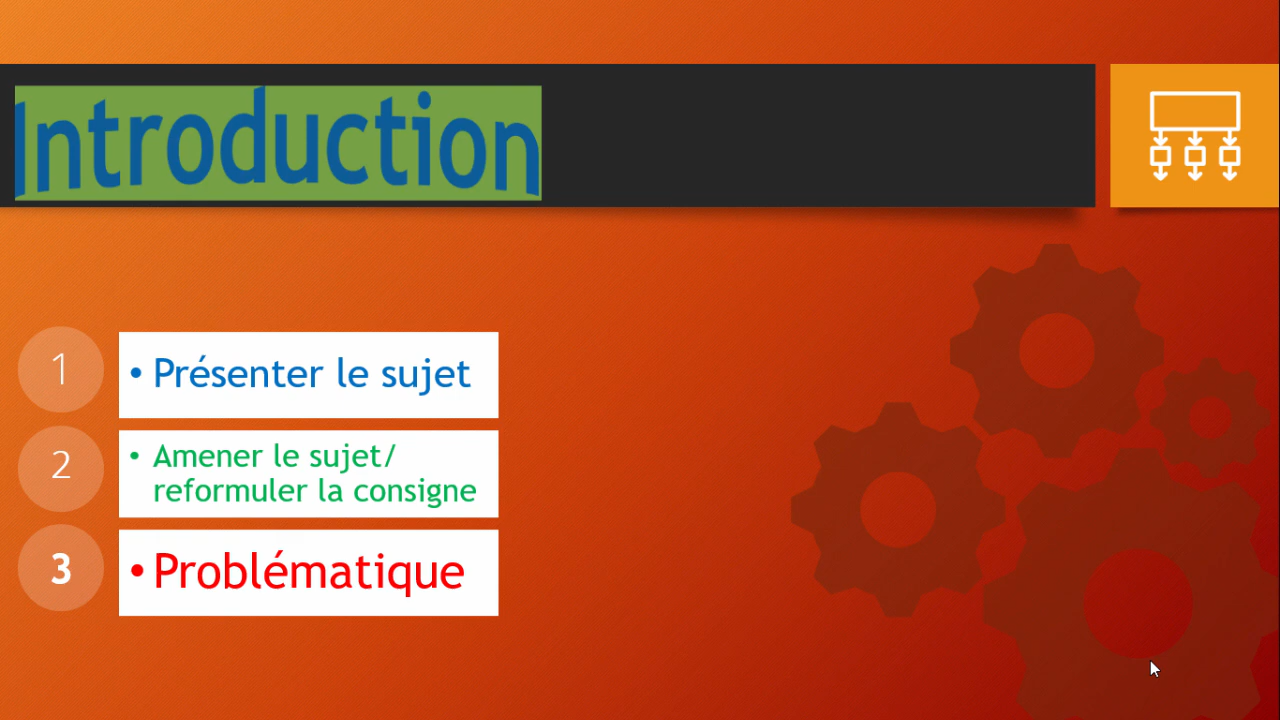 Introduction
1
• Présenter le sujet
2
• Amener le sujet/
reformuler la consigne
3
• Problématique